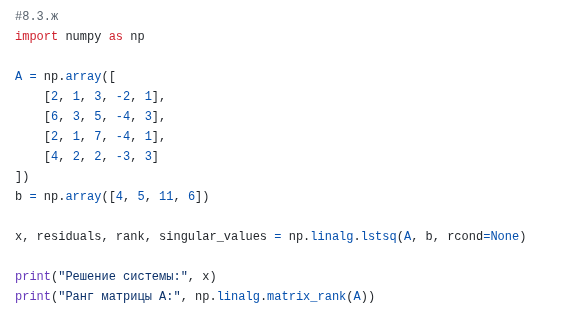 #8.3.ж
import numpy as np
A = np.array([
[2, 1, 3, -2, 1],
[6, 3, 5, -4, 3],
[2, 1, 7, -4, 1],
[4, 2, 2, -3, 3]
])
b = np.array([4, 5, 11, 6])
x, residuals, rank, singular_values = np.linalg.lstsq(A, b, rcond=None)
print("Решение системы:", x)
print("Ранг матрицы A:", np.linalg.matrix_rank(A))